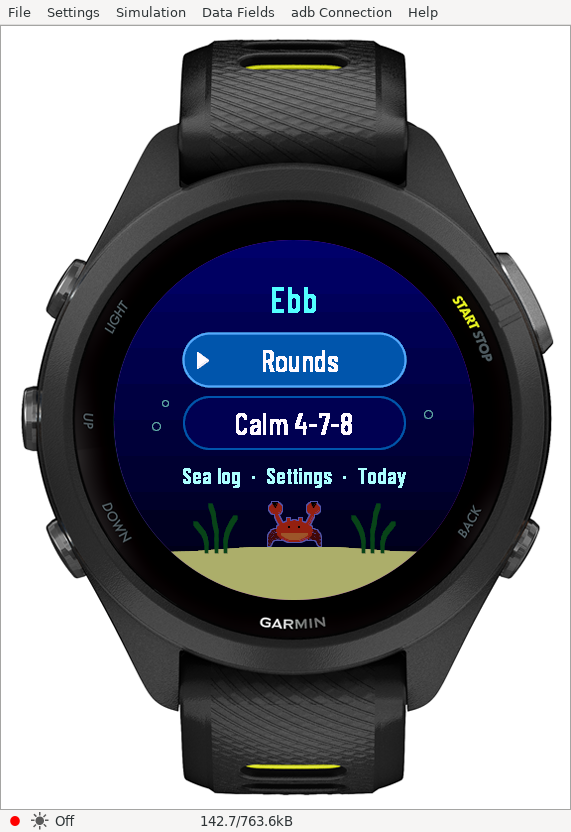 File Settings Simulation Data Fields adb Connection Help
Ebb
LIGHT
START STOP
Rounds
UP
Calm 4-7-8
Sea log · Settings · Today
DOWN
BACK
GARMIN
Off 142.7/763.6kB